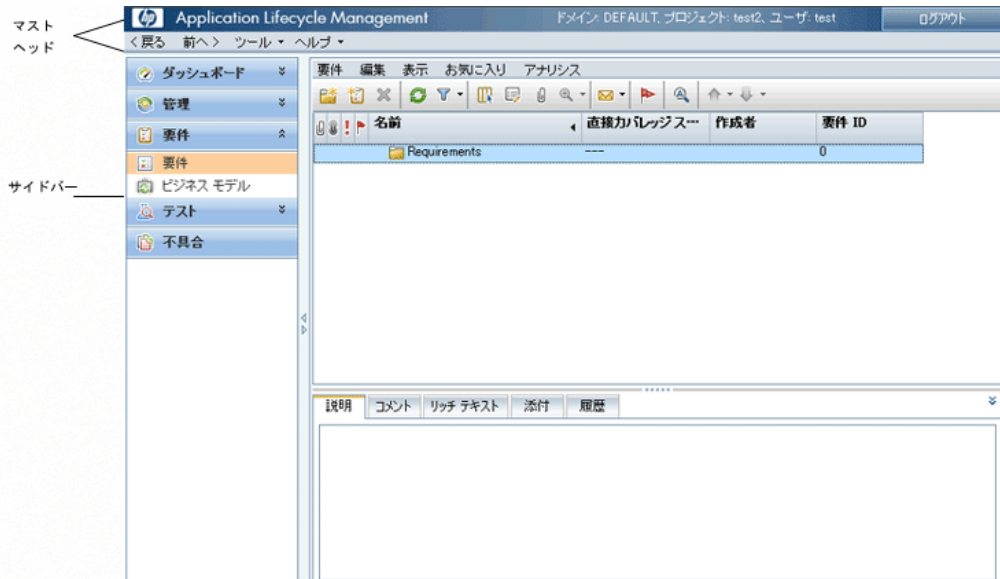 マスト
ヘッド
サイドバー
hp Application Lifecycle Management ドメイン: DEFAULT, プロジェクト: test2、ユーザ: test ログアウト
<戻る 前へ> ツール ヘルプ
ダッシュボード
管理
要件
要件
ビジネス モデル
テスト
不具合
要件 編集 表示 お気に入り アナリシス
名前 直接カバレッジ ス… 作成者 要件 ID
Requirements --- 0
説明 コメント リッチ テキスト 添付 履歴